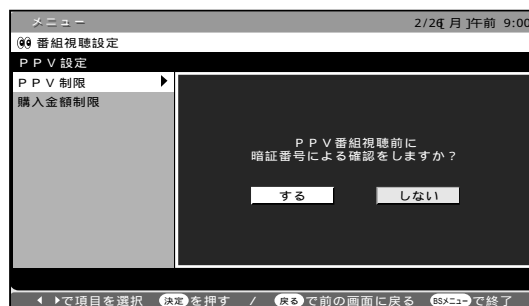 メニュー 2/26[月]午前 9:00
番組視聴設定
ＰＰＶ設定
ＰＰＶ制限
購入金額制限
ＰＰＶ番組視聴前に
暗証番号による確認をしますか？
する しない
で項目を選択 決定を押す / 戻るで前の画面に戻る BSメニューで終了